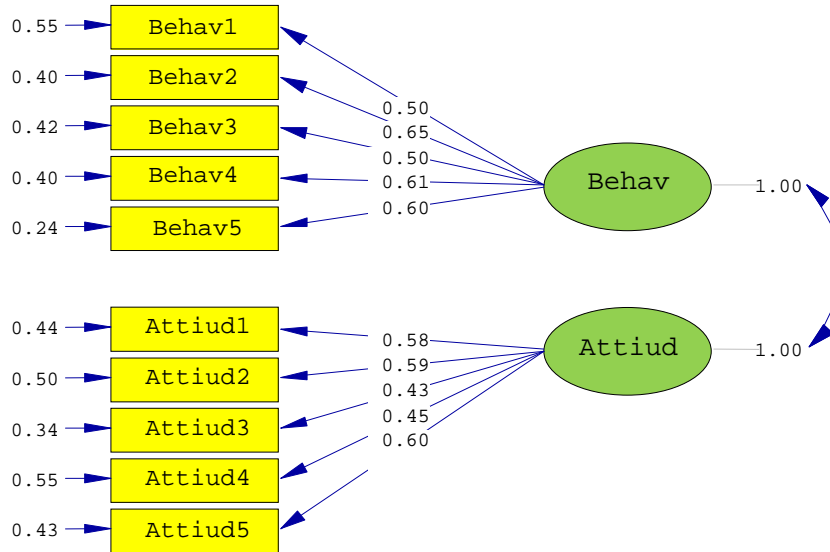 0.55 Behav1
0.40 Behav2
0.42 Behav3
0.40 Behav4
0.24 Behav5
0.50
0.65
0.50
0.61
0.60
Behav 1.00
0.44 Attiud1
0.50 Attiud2
0.34 Attiud3
0.55 Attiud4
0.43 Attiud5
0.58
0.59
0.43
0.45
0.60
Attiud 1.00